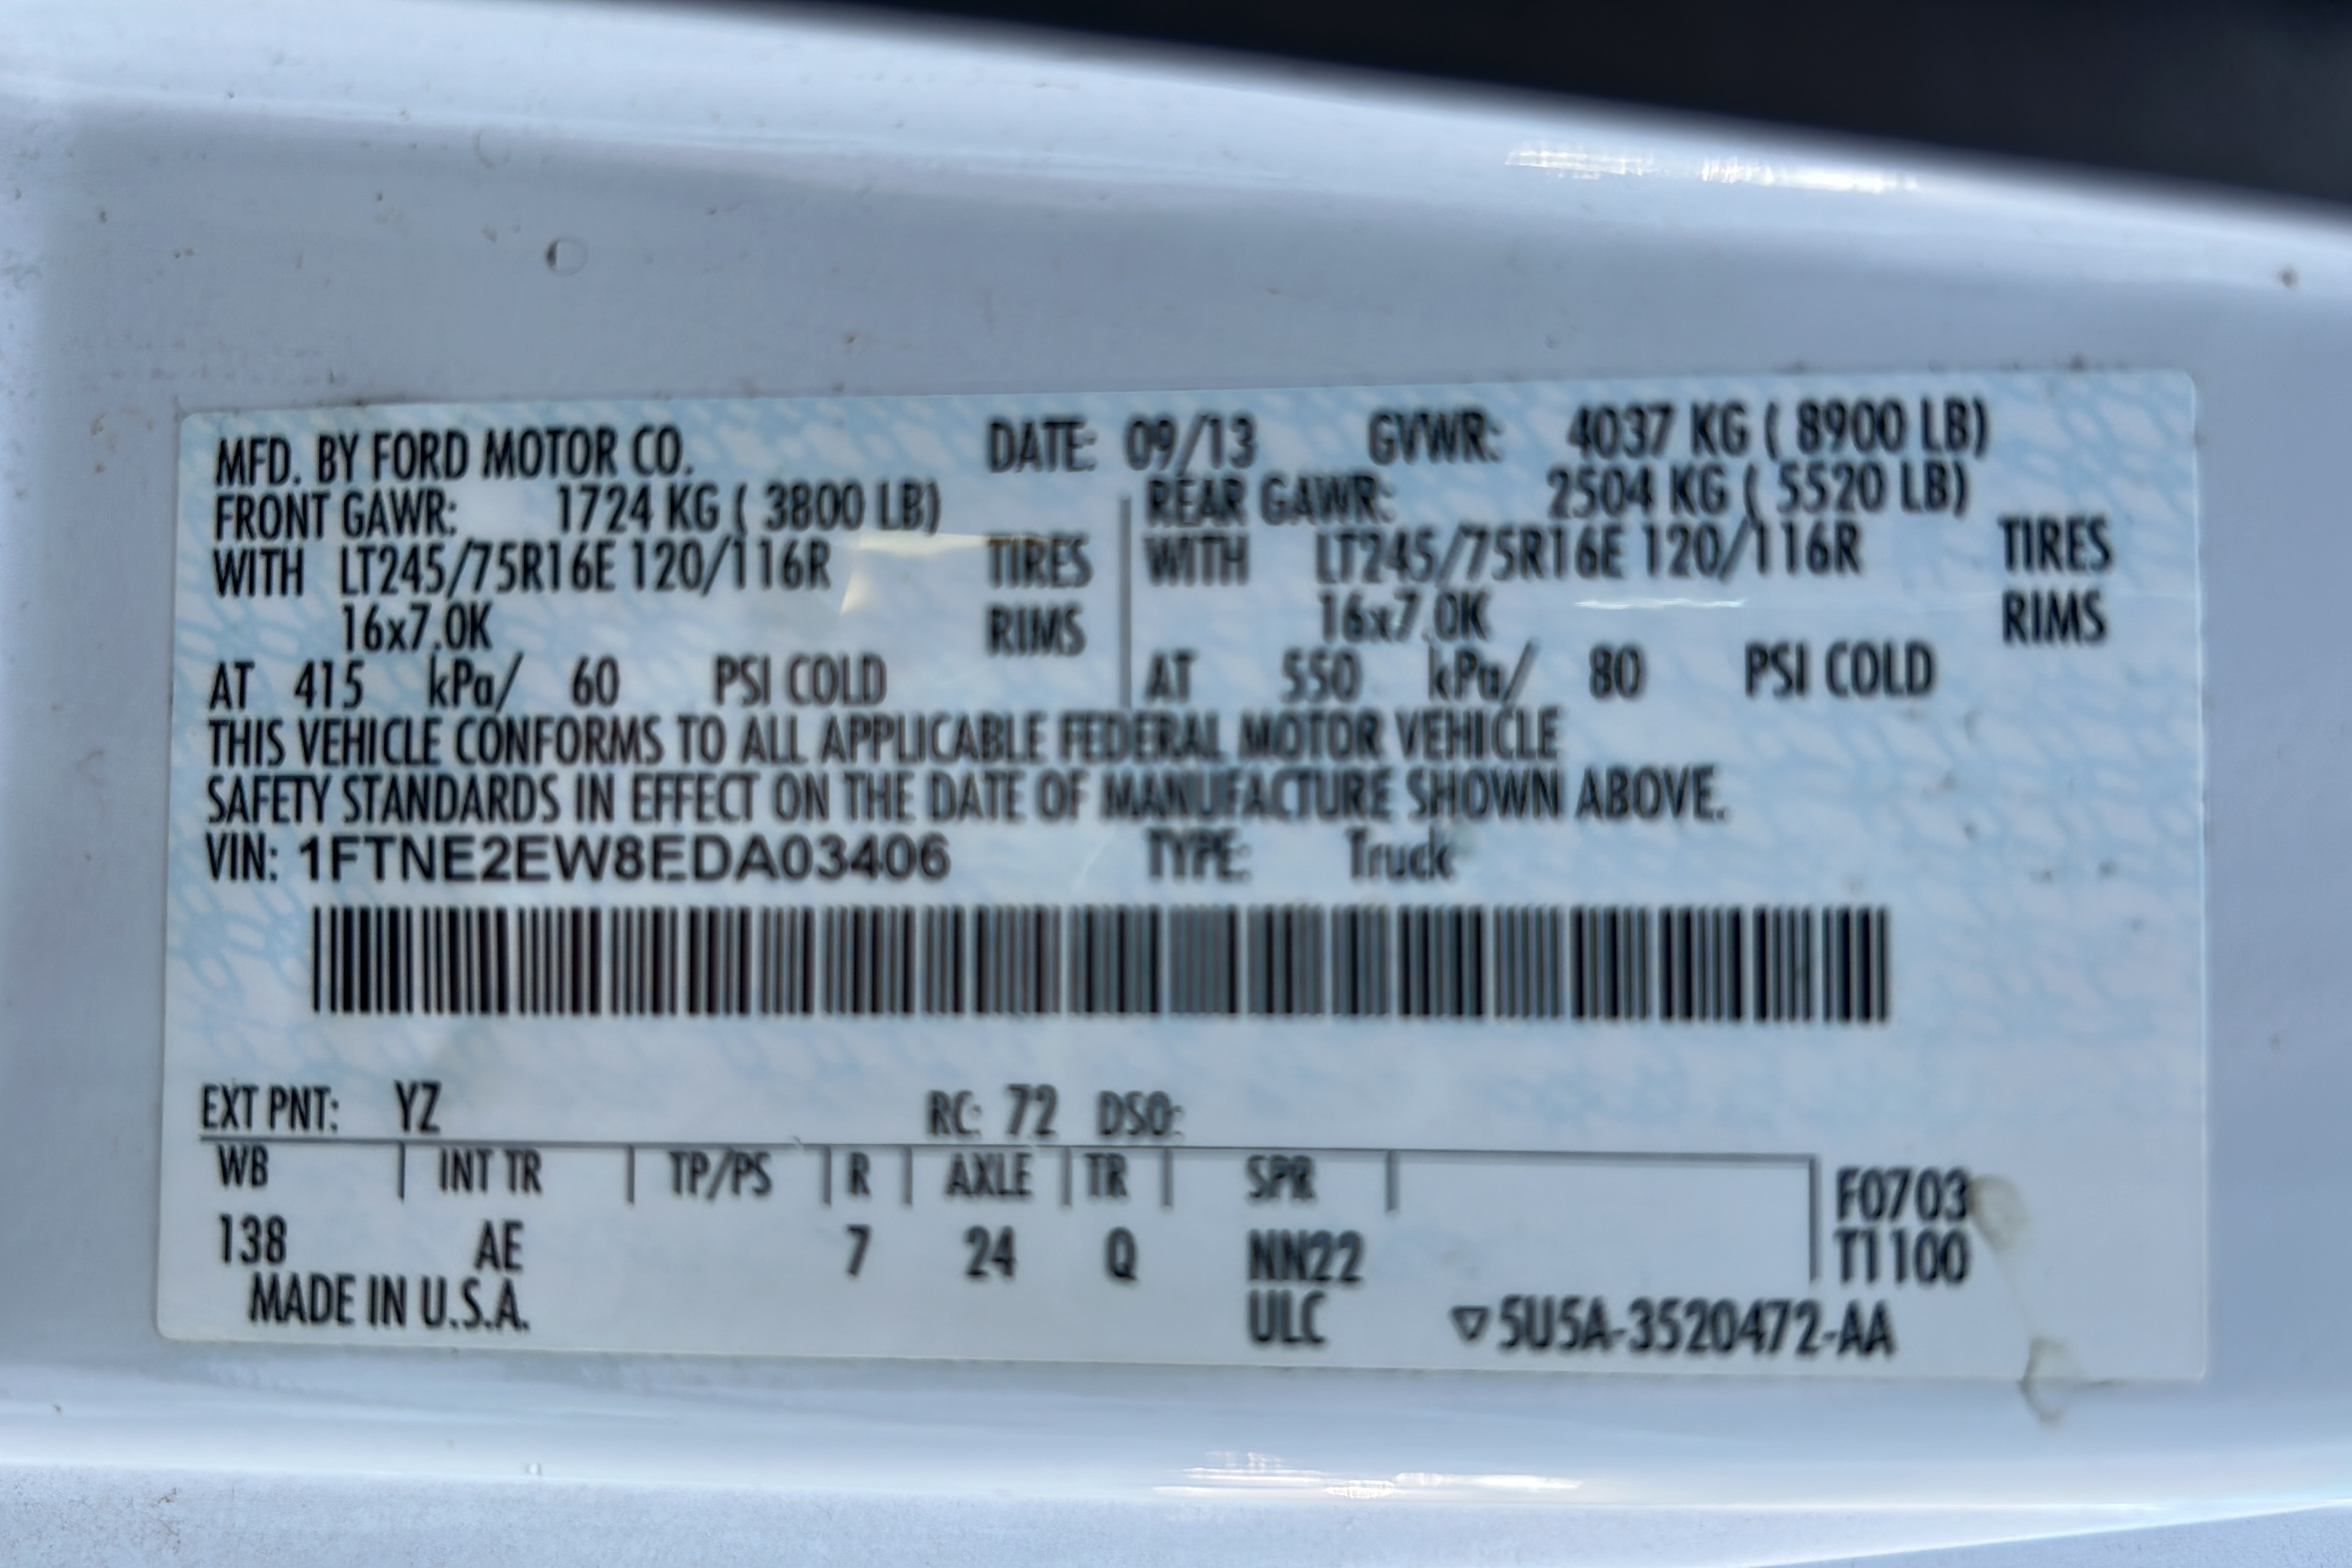 MFD. BY FORD MOTOR CO. DATE: 09/13 GVWR: 4037 KG ( 8900 LB)
FRONT GAWR: 1724 KG ( 3800 LB) REAR GAWR: 2504 KG ( 5520 LB)
WITH LT245/75R16E 120/116R TIRES WITH LT245/75R16E 120/116R TIRES
16x7.0K RIMS 16x7.0K RIMS
AT 415 kPa/ 60 PSI COLD AT 550 kPa/ 80 PSI COLD
THIS VEHICLE CONFORMS TO ALL APPLICABLE FEDERAL MOTOR VEHICLE
SAFETY STANDARDS IN EFFECT ON THE DATE OF MANUFACTURE SHOWN ABOVE.
VIN: 1FTNE2EW8EDA03406 TYPE: Truck
EXT PNT: YZ RC: 72 DSO:
WB INT TR TP/PS R AXLE TR SPR F0703
138 AE 7 24 Q NN22 T1100
MADE IN U.S.A. ULC ▽5U5A-3520472-AA